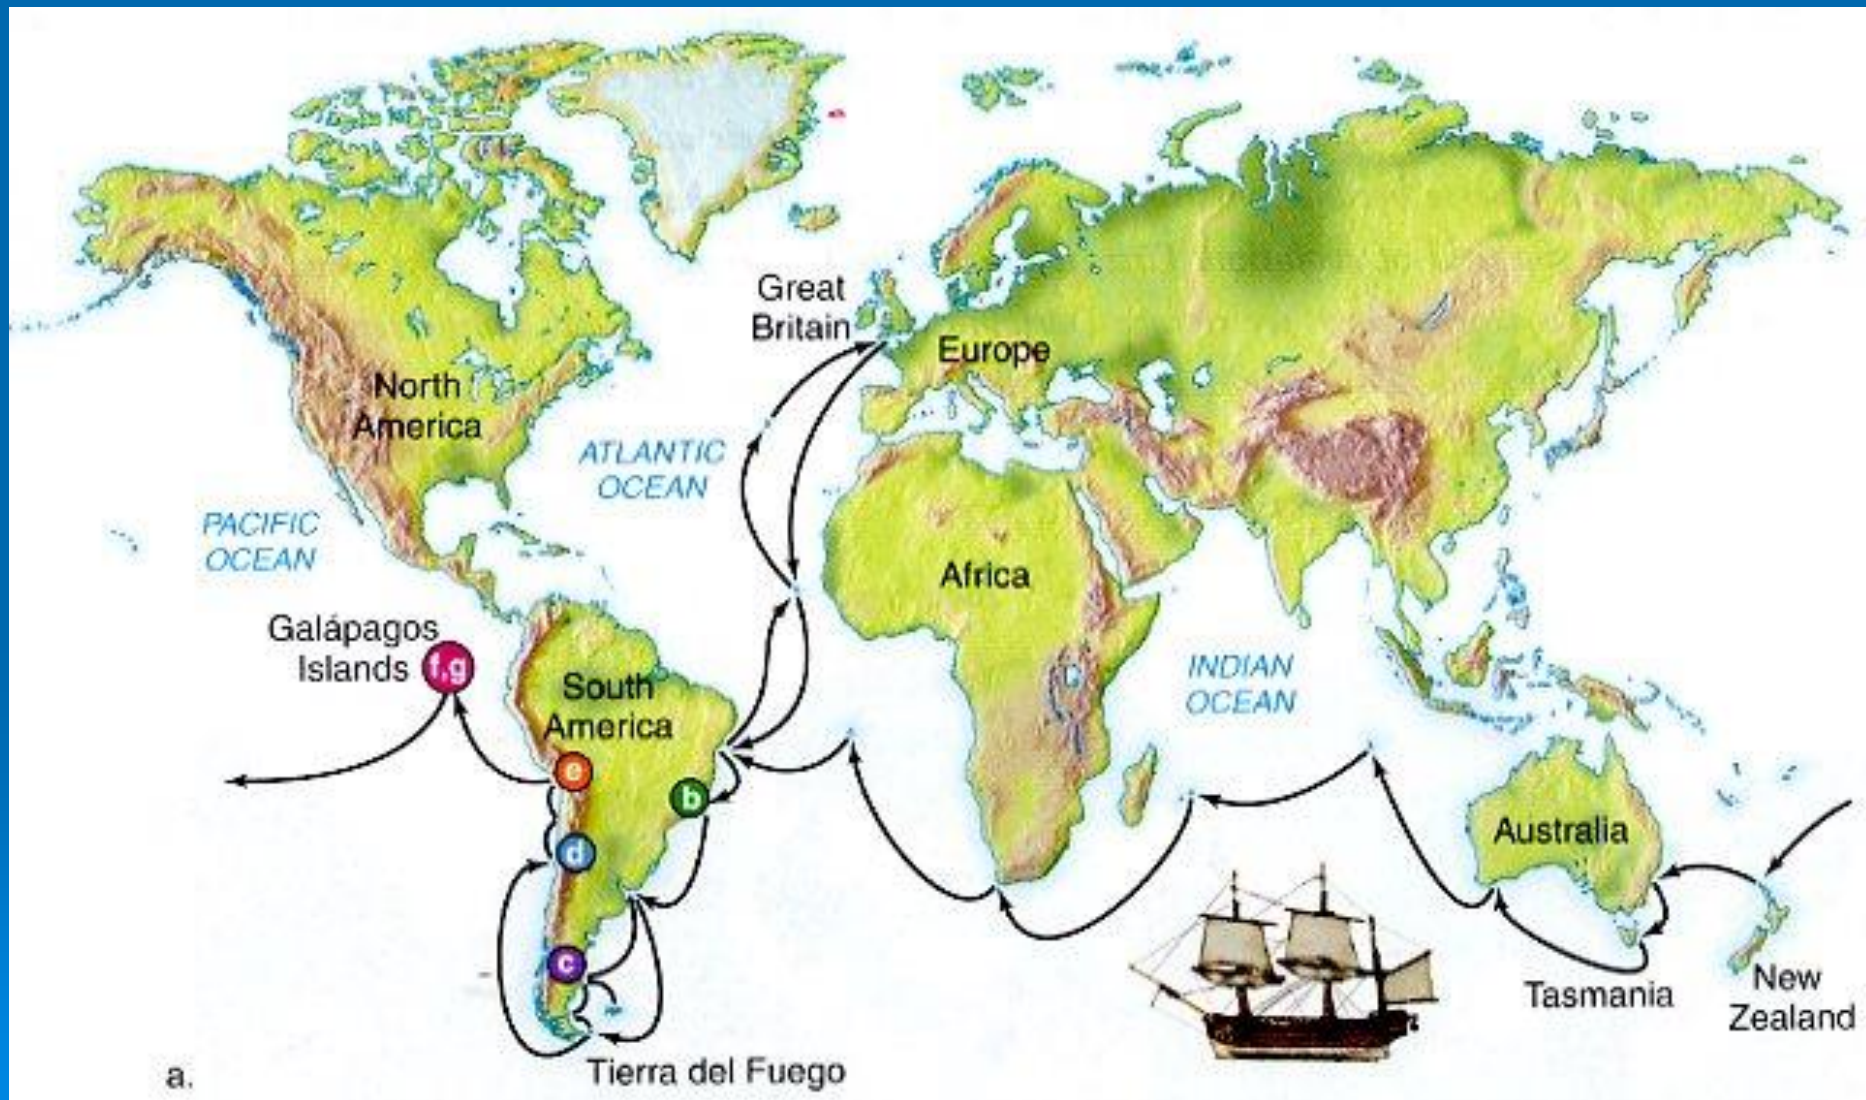 Great
Britain
Europe
North
America
ATLANTIC
OCEAN
PACIFIC
OCEAN
Africa
Galápagos
Islands
f,g
South
America
INDIAN
OCEAN
e
b
Australia
d
c
Tasmania
New
Zealand
Tierra del Fuego
a.